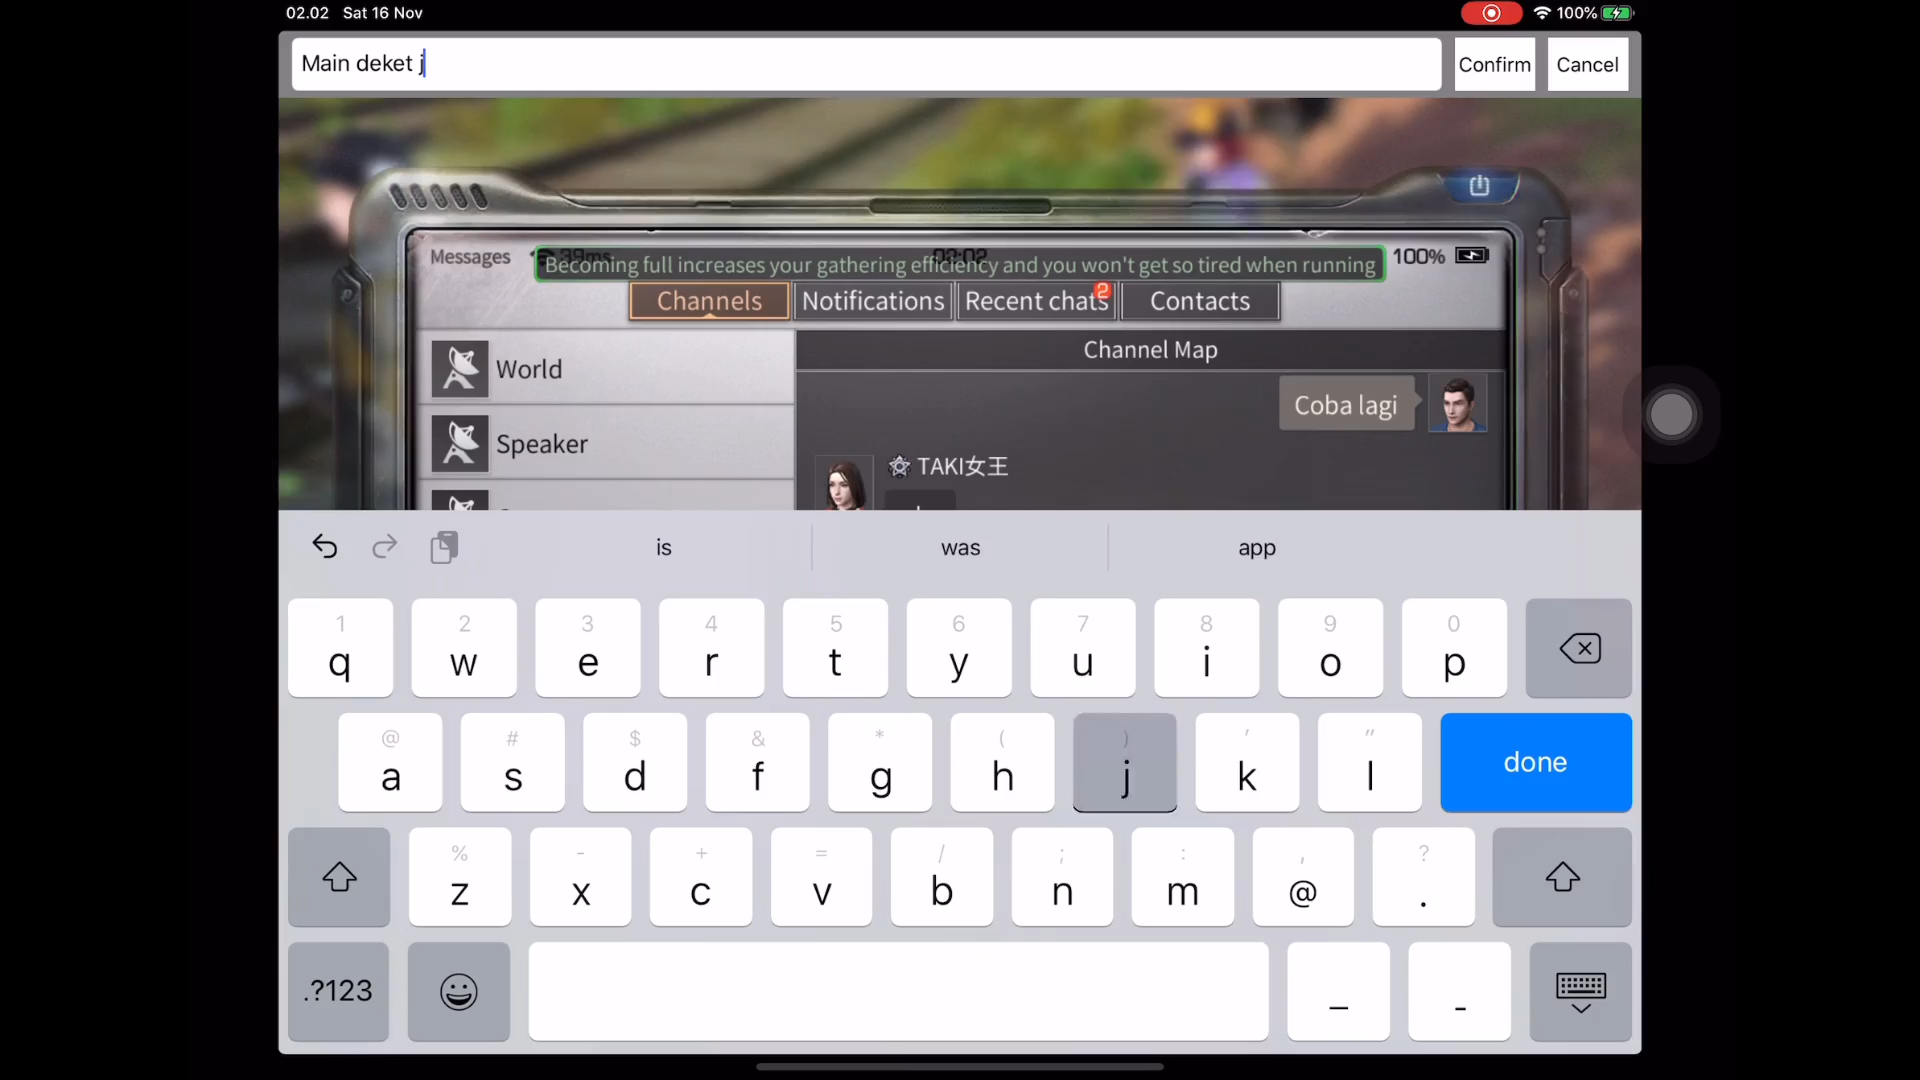 02.02 Sat 16 Nov
100%
Main deket j
Confirm
Cancel
Messages
100%
Becoming full increases your gathering efficiency and you won't get so tired when running
Channels
Notifications
Recent chats
2
Contacts
World
Channel Map
Coba lagi
Speaker
TAKI女王
is
was
app
1 2 3 4 5 6 7 8 9 0
q w e r t y u i o p
@ # $ & * ( ) ' "
a s d f g h j k l
done
% - + = / ; : , ?
z x c v b n m @ .
.?123
_ -